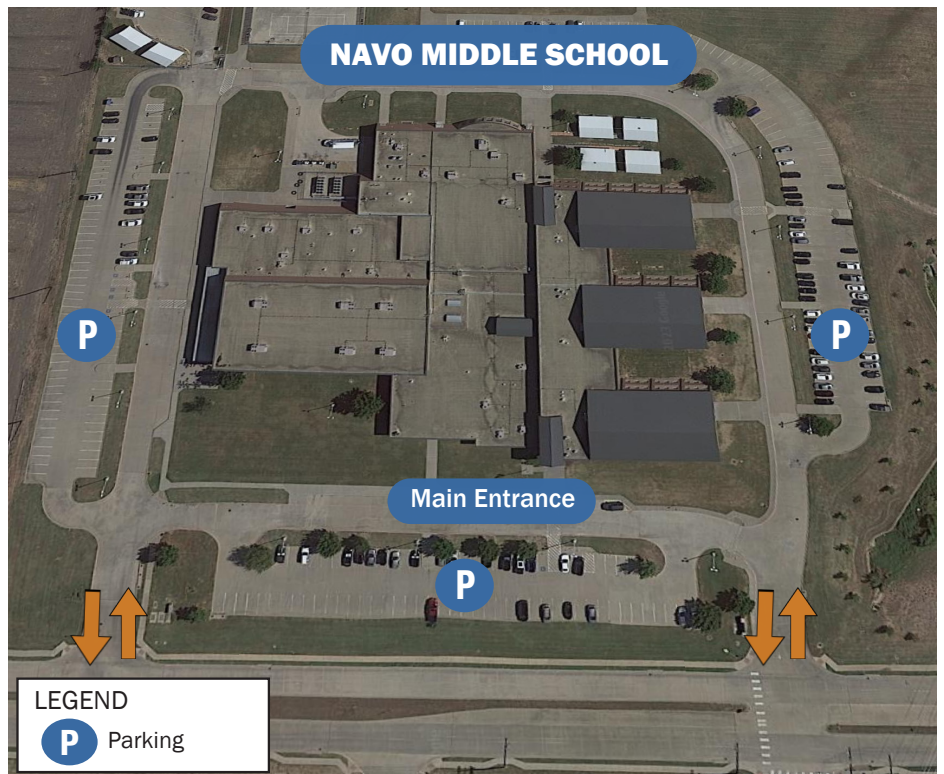 NAVO MIDDLE SCHOOL
P
P
Main Entrance
P
LEGEND
P Parking